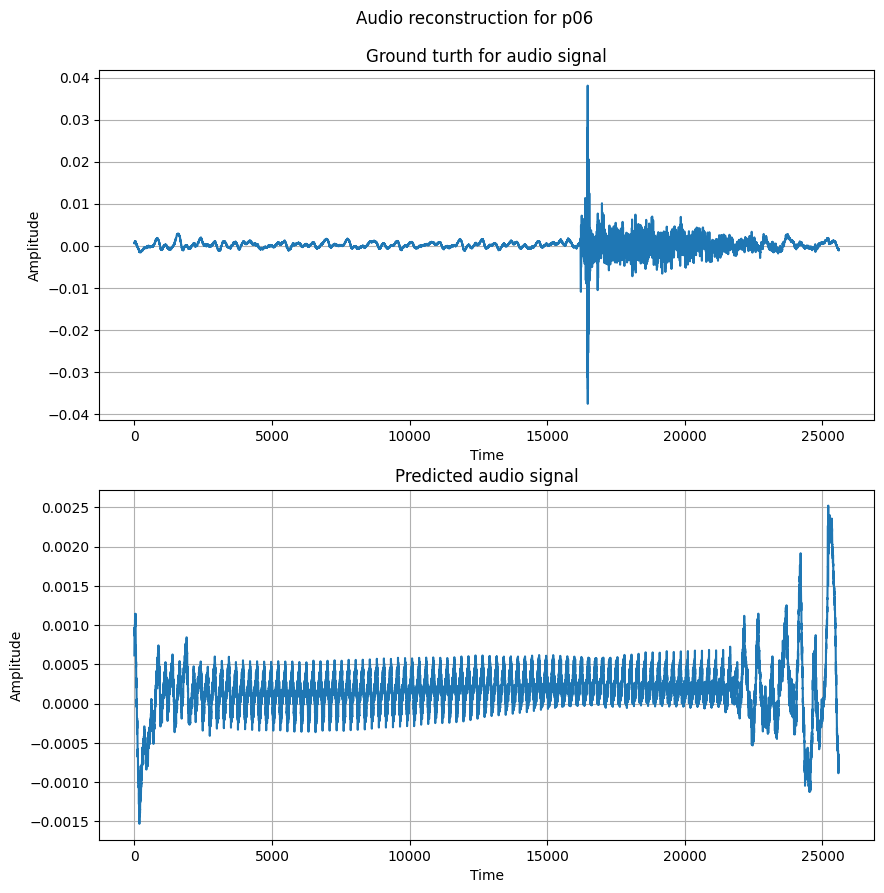 Audio reconstruction for p06
Ground turth for audio signal
0.04
0.03
0.02
0.01
0.00
−0.01
−0.02
−0.03
−0.04
Amplitude
0 5000 10000 15000 20000 25000
Time
Predicted audio signal
0.0025
0.0020
0.0015
0.0010
0.0005
0.0000
−0.0005
−0.0010
−0.0015
Amplitude
0 5000 10000 15000 20000 25000
Time